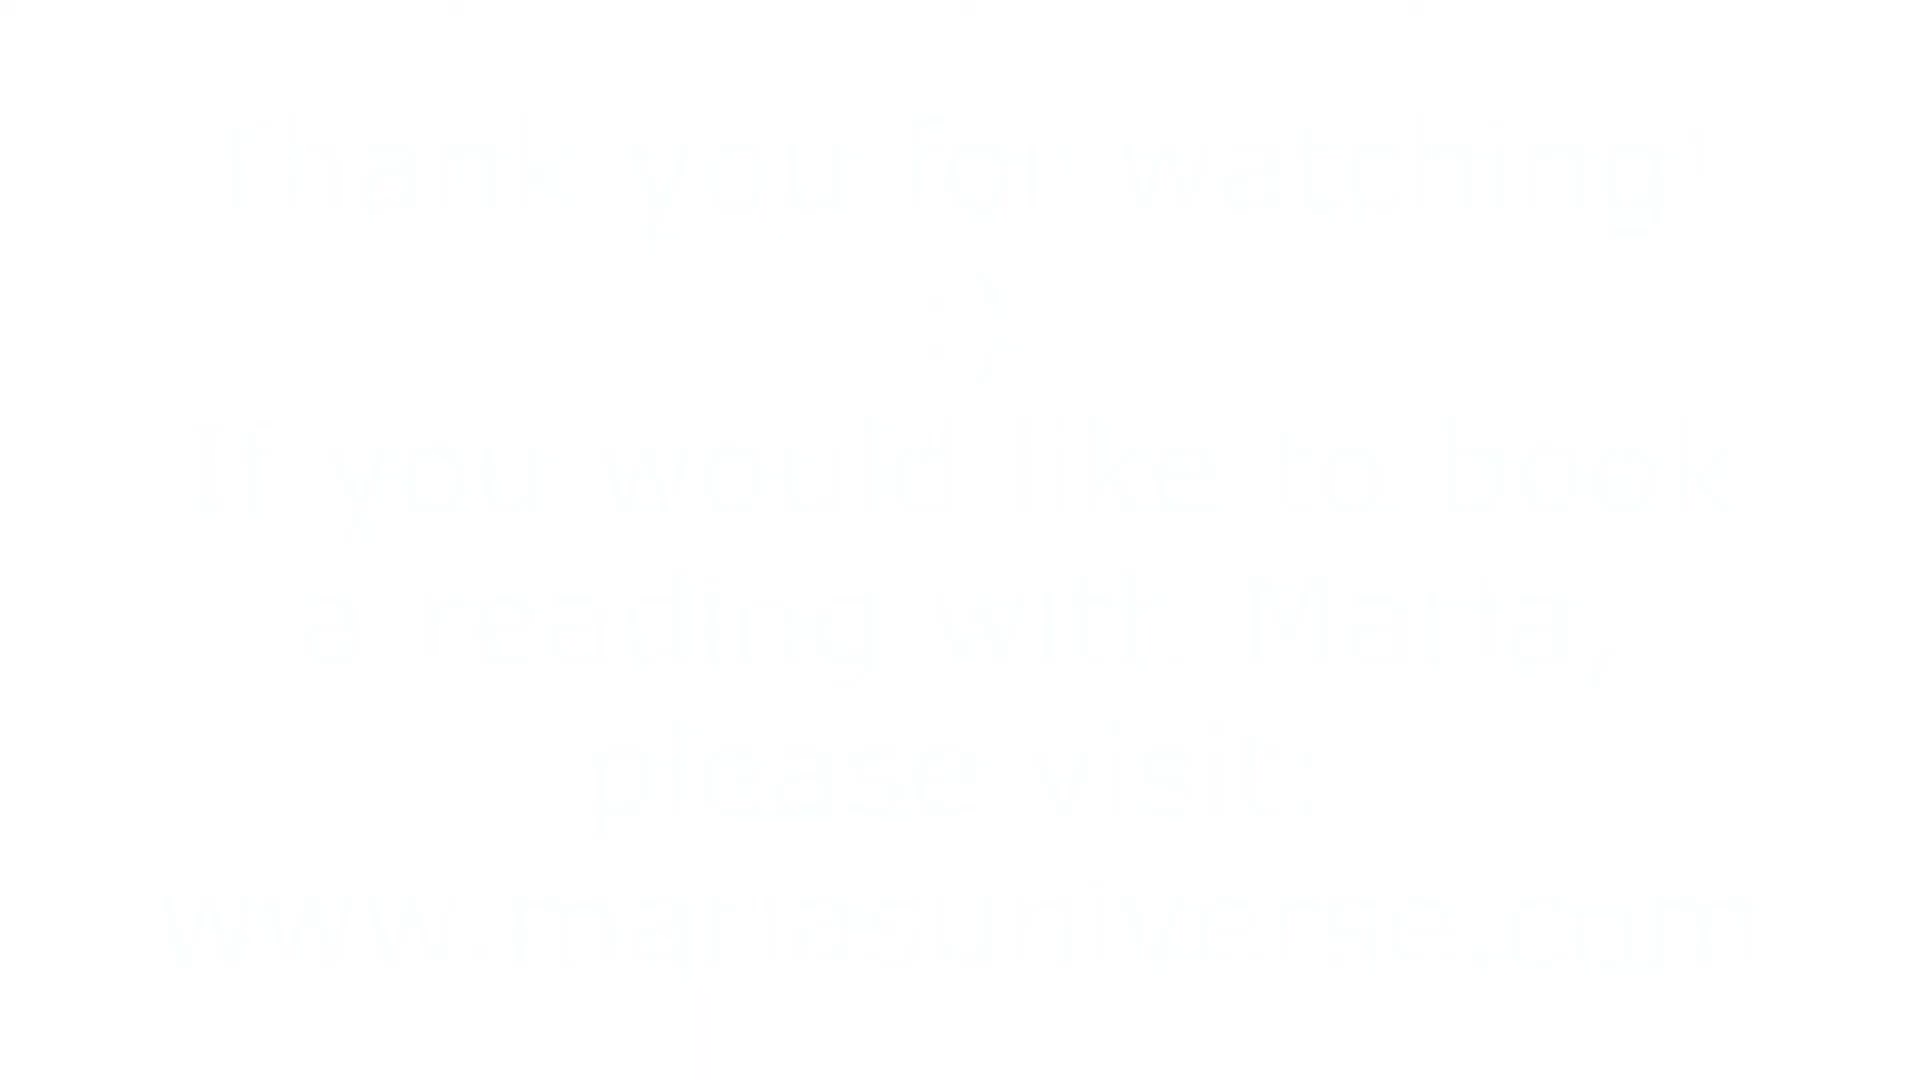 Thank you for watching!
:)
If you would like to book
a reading with Maria,
please visit:
www.mariasuniverse.com